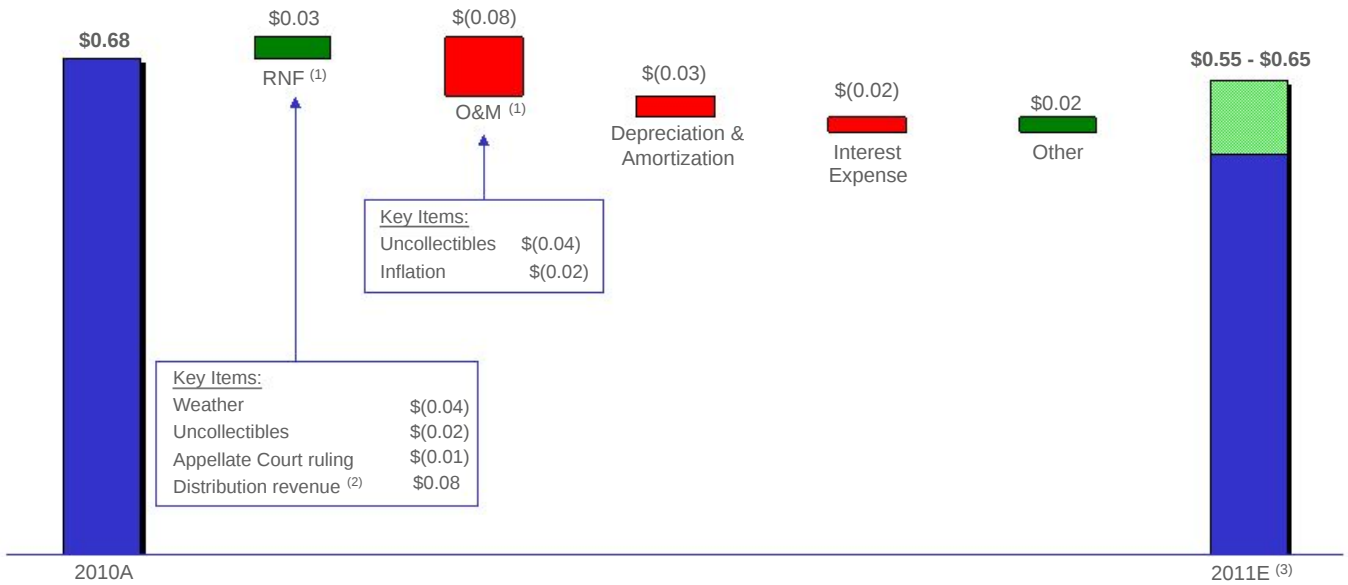 $0.68
$0.03
RNF (1)
$(0.08)
O&M (1)
$(0.03)
Depreciation &
Amortization
$(0.02)
Interest
Expense
$0.02
Other
$0.55 - $0.65
Key Items:
Uncollectibles $(0.04)
Inflation $(0.02)
Key Items:
Weather $(0.04)
Uncollectibles $(0.02)
Appellate Court ruling $(0.01)
Distribution revenue (2) $0.08
2010A
2011E (3)